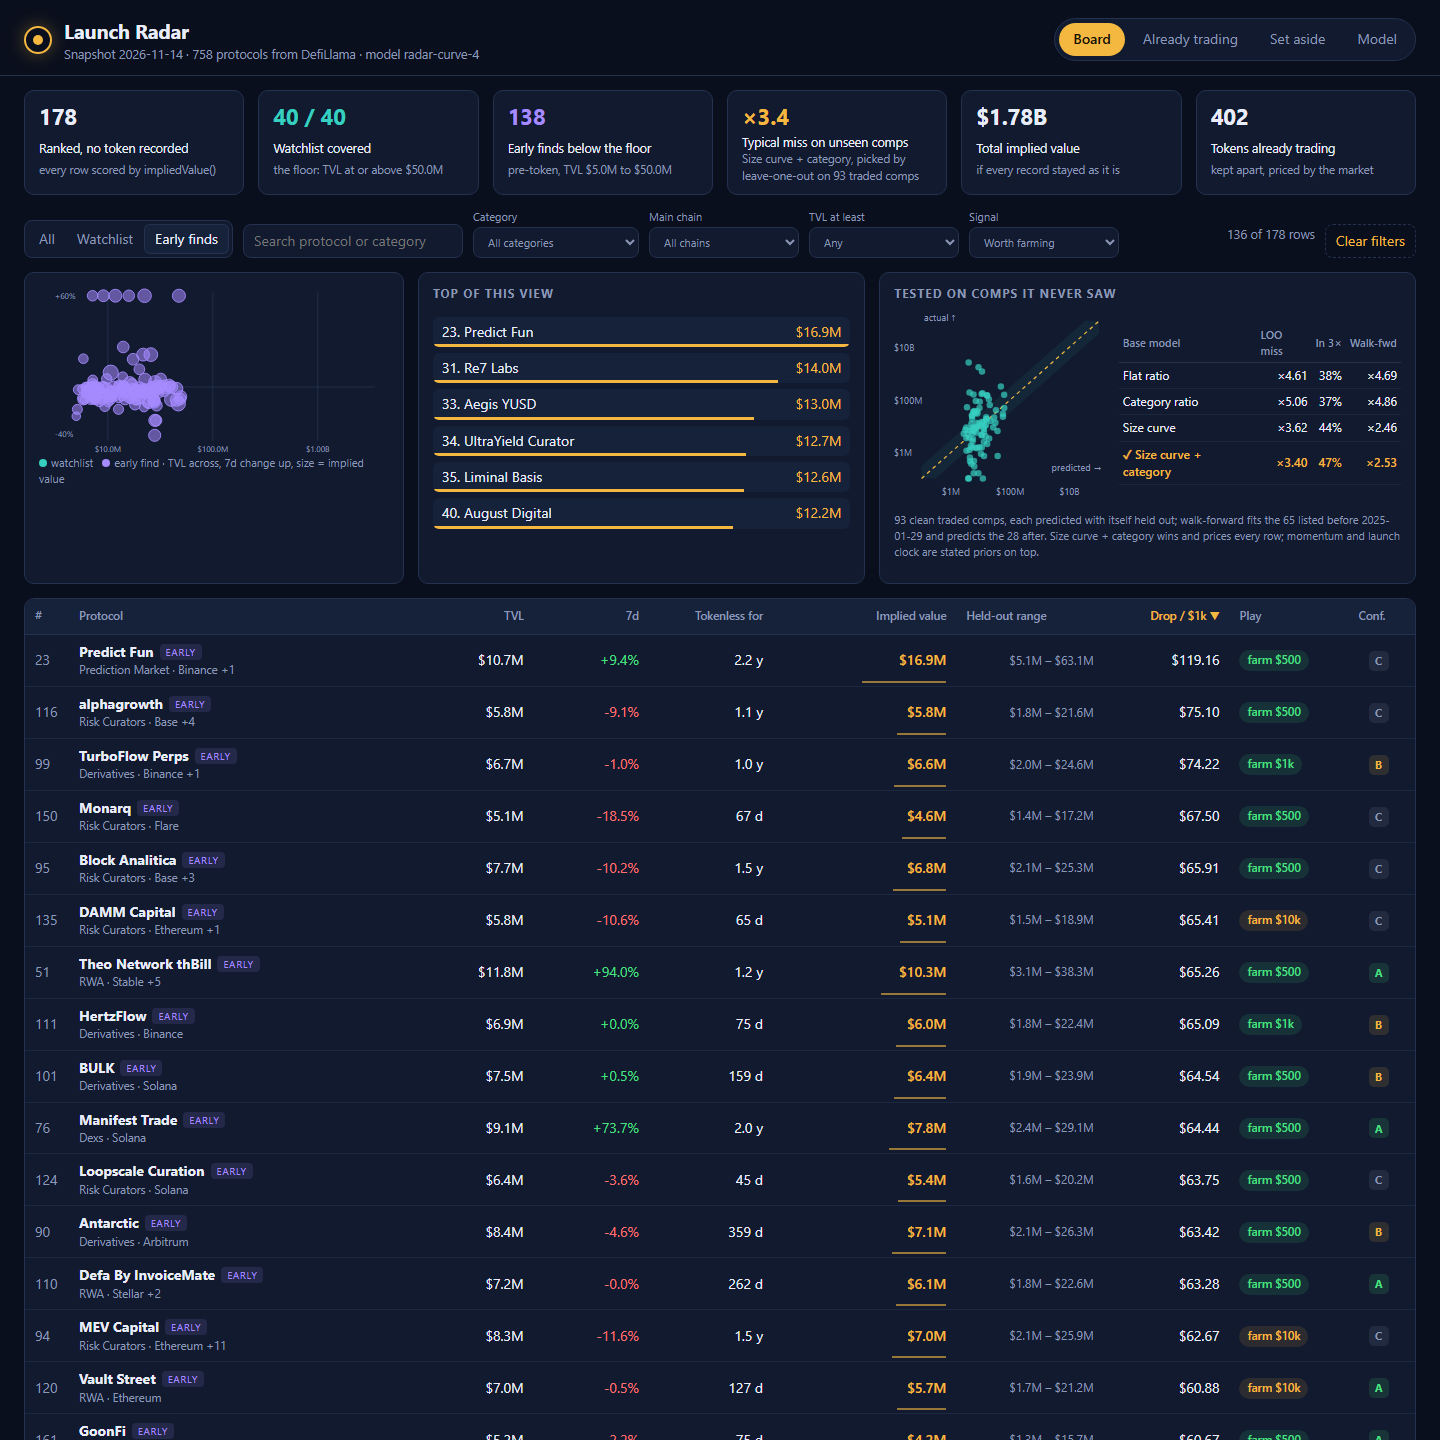 Launch Radar
Snapshot 2026-11-14 · 758 protocols from DefiLlama · model radar-curve-4
Board
Already trading
Set aside
Model
178
Ranked, no token recorded
every row scored by impliedValue()
40 / 40
Watchlist covered
the floor: TVL at or above $50.0M
138
Early finds below the floor
pre-token, TVL $5.0M to $50.0M
×3.4
Typical miss on unseen comps
Size curve + category, picked by
leave-one-out on 93 traded comps
$1.78B
Total implied value
if every record stayed as it is
402
Tokens already trading
kept apart, priced by the market
All
Watchlist
Early finds
Search protocol or category
Category
All categories
Main chain
All chains
TVL at least
Any
Signal
Worth farming
136 of 178 rows
Clear filters
+60%
-40%
$10.0M
$100.0M
$1.00B
watchlist
early find · TVL across, 7d change up, size = implied
value
TOP OF THIS VIEW
23. Predict Fun $16.9M
31. Re7 Labs $14.0M
33. Aegis YUSD $13.0M
34. UltraYield Curator $12.7M
35. Liminal Basis $12.6M
40. August Digital $12.2M
TESTED ON COMPS IT NEVER SAW
actual ↑
$10B
$100M
$1M
predicted →
$1M
$100M
$10B
Base model LOO miss In 3× Walk-fwd
Flat ratio ×4.61 38% ×4.69
Category ratio ×5.06 37% ×4.86
Size curve ×3.62 44% ×2.46
✓ Size curve + category ×3.40 47% ×2.53
93 clean traded comps, each predicted with itself held out; walk-forward fits the 65 listed before 2025-
01-29 and predicts the 28 after. Size curve + category wins and prices every row; momentum and launch
clock are stated priors on top.
# Protocol TVL 7d Tokenless for Implied value Held-out range Drop / $1k ▼ Play Conf.
23 Predict Fun EARLY $10.7M +9.4% 2.2 y $16.9M $5.1M – $63.1M $119.16 farm $500 C
Prediction Market · Binance +1
116 alphagrowth EARLY $5.8M -9.1% 1.1 y $5.8M $1.8M – $21.6M $75.10 farm $500 C
Risk Curators · Base +4
99 TurboFlow Perps EARLY $6.7M -1.0% 1.0 y $6.6M $2.0M – $24.6M $74.22 farm $1k B
Derivatives · Binance +1
150 Monarq EARLY $5.1M -18.5% 67 d $4.6M $1.4M – $17.2M $67.50 farm $500 C
Risk Curators · Flare
95 Block Analitica EARLY $7.7M -10.2% 1.5 y $6.8M $2.1M – $25.3M $65.91 farm $500 C
Risk Curators · Base +3
135 DAMM Capital EARLY $5.8M -10.6% 65 d $5.1M $1.5M – $18.9M $65.41 farm $10k C
Risk Curators · Ethereum +1
51 Theo Network thBill EARLY $11.8M +94.0% 1.2 y $10.3M $3.1M – $38.3M $65.26 farm $500 A
RWA · Stable +5
111 HertzFlow EARLY $6.9M +0.0% 75 d $6.0M $1.8M – $22.4M $65.09 farm $1k B
Derivatives · Binance
101 BULK EARLY $7.5M +0.5% 159 d $6.4M $1.9M – $23.9M $64.54 farm $500 B
Derivatives · Solana
76 Manifest Trade EARLY $9.1M +73.7% 2.0 y $7.8M $2.4M – $29.1M $64.44 farm $500 A
Dexs · Solana
124 Loopscale Curation EARLY $6.4M -3.6% 45 d $5.4M $1.6M – $20.2M $63.75 farm $500 C
Risk Curators · Solana
90 Antarctic EARLY $8.4M -4.6% 359 d $7.1M $2.1M – $26.3M $63.42 farm $500 B
Derivatives · Arbitrum
110 Defa By InvoiceMate EARLY $7.2M -0.0% 262 d $6.1M $1.8M – $22.6M $63.28 farm $500 A
RWA · Stellar +2
94 MEV Capital EARLY $8.3M -11.6% 1.5 y $7.0M $2.1M – $25.9M $62.67 farm $10k C
Risk Curators · Ethereum +11
120 Vault Street EARLY $7.0M -0.5% 127 d $5.7M $1.7M – $21.2M $60.88 farm $10k A
RWA · Ethereum
GoonFi EARLY